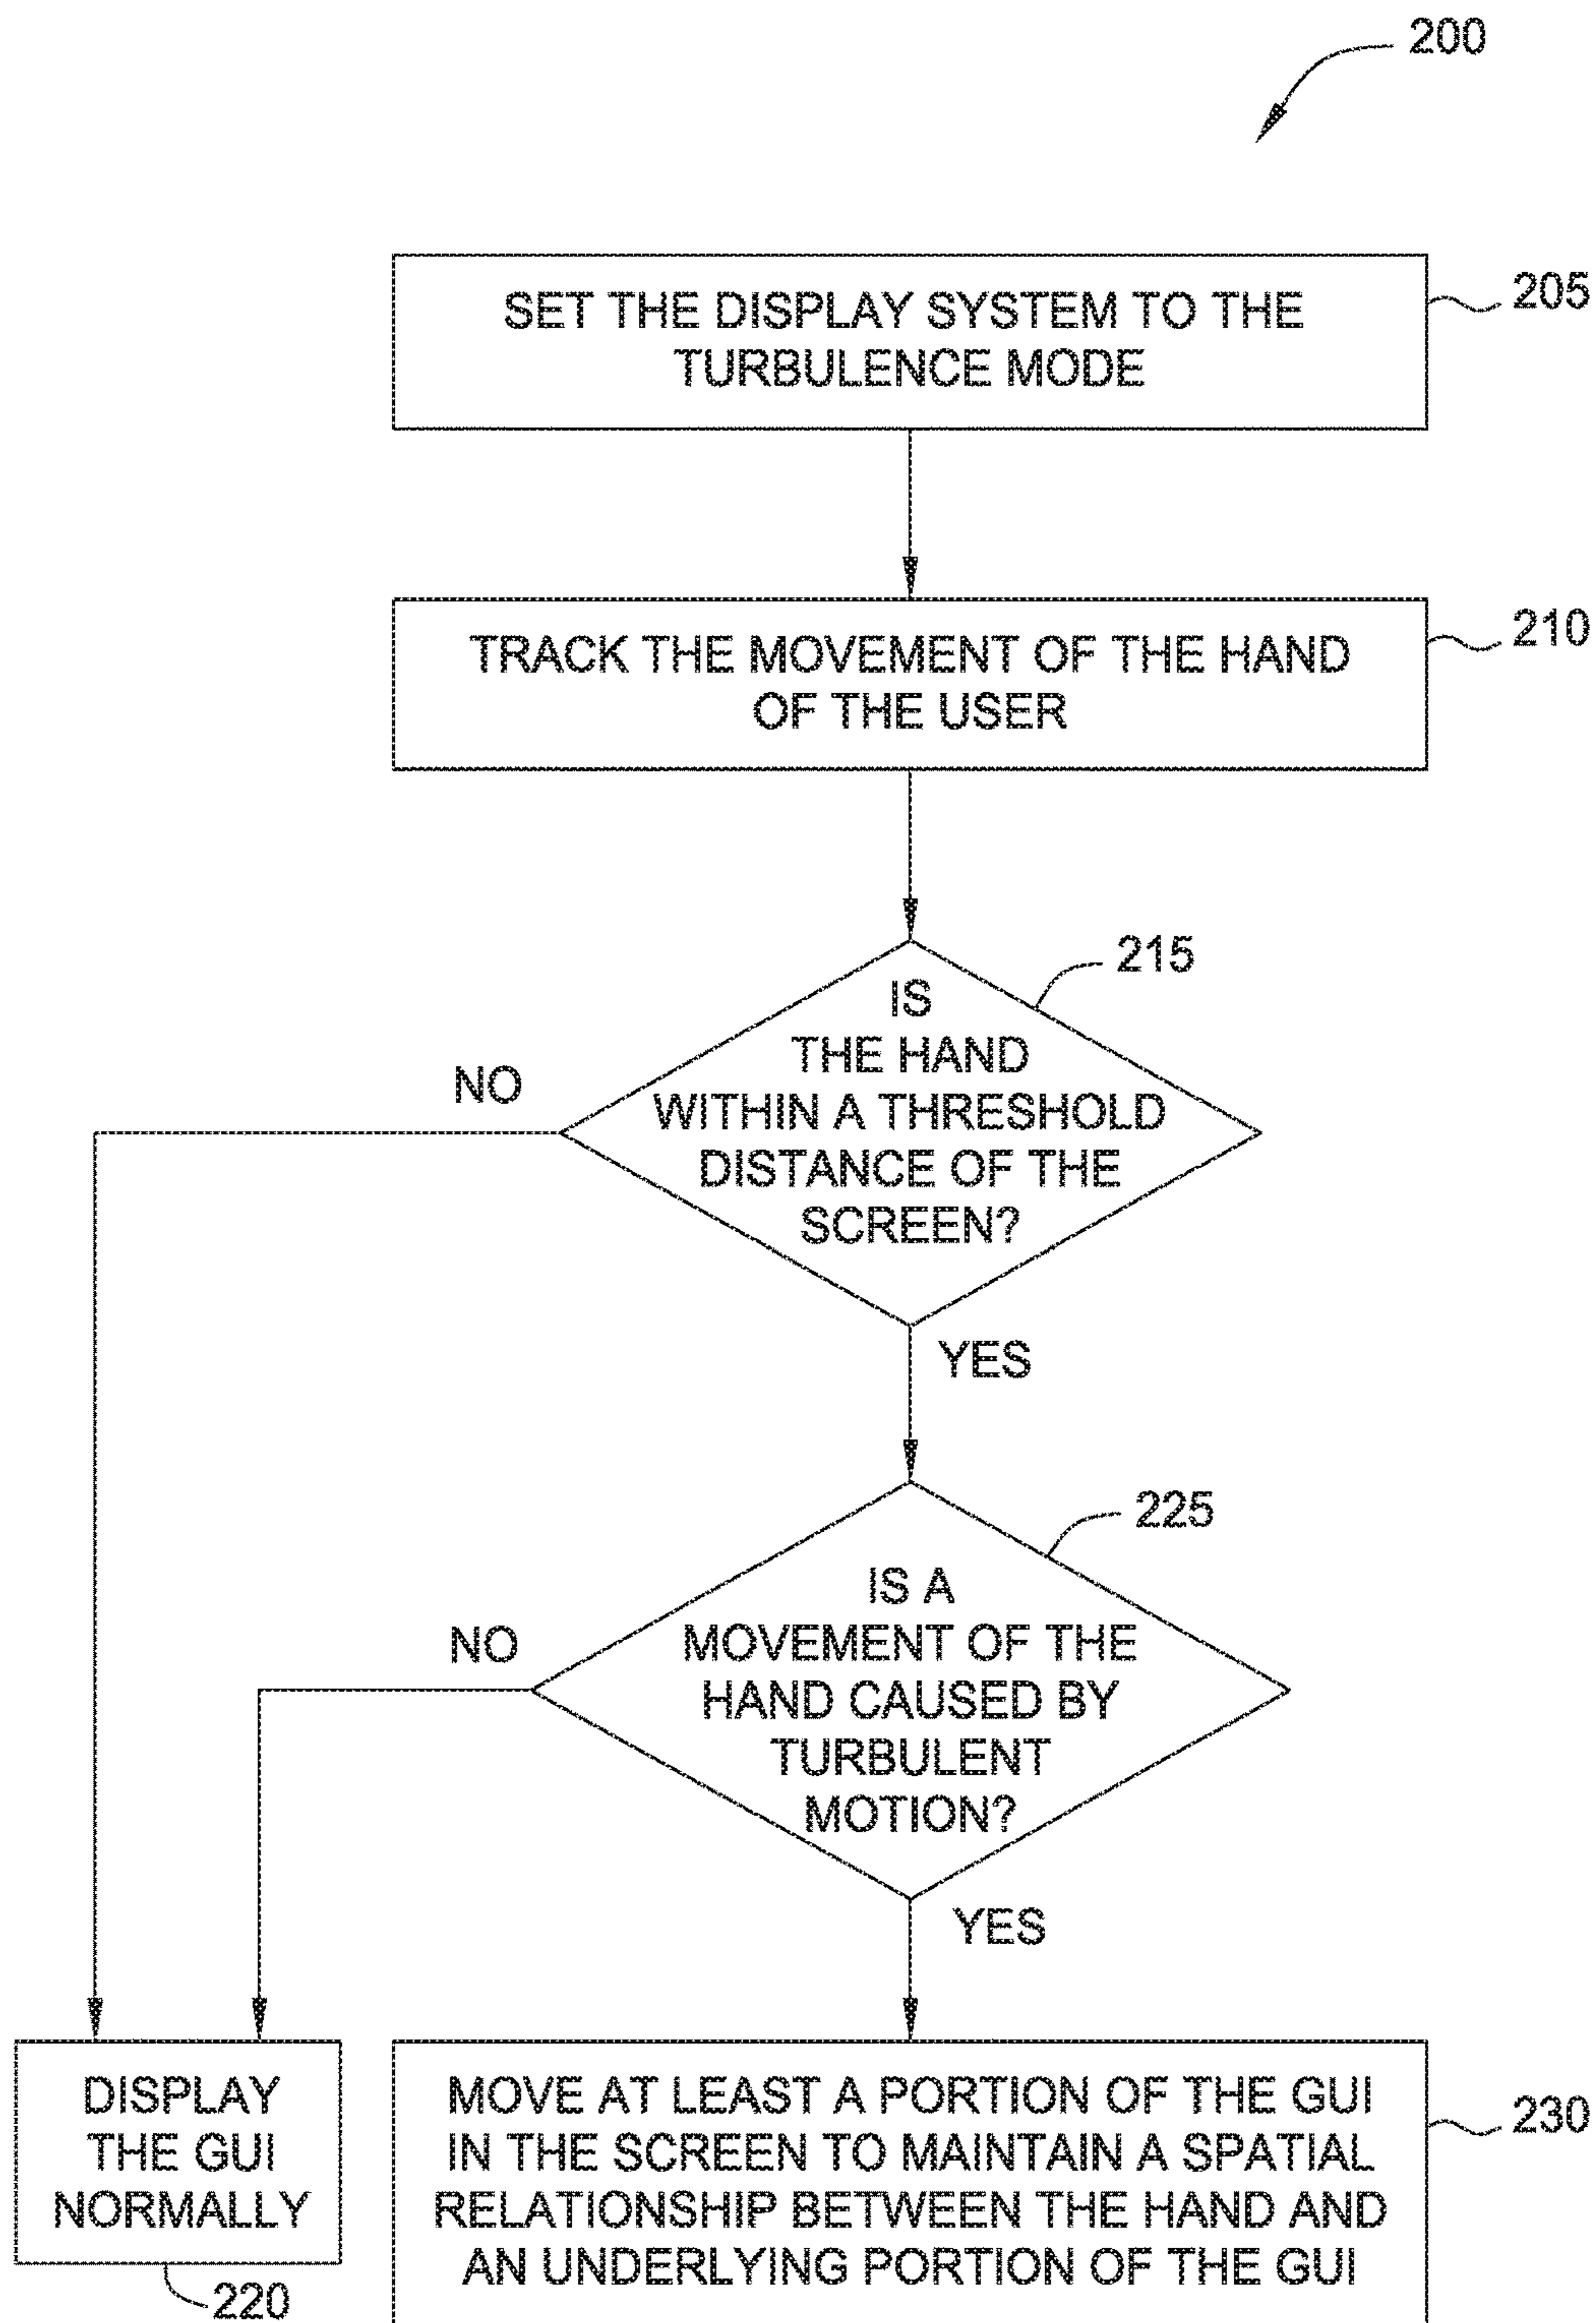 200
SET THE DISPLAY SYSTEM TO THE
TURBULENCE MODE
205
TRACK THE MOVEMENT OF THE HAND
OF THE USER
210
215
IS
THE HAND
WITHIN A THRESHOLD
DISTANCE OF THE
SCREEN?
NO
YES
225
IS A
MOVEMENT OF THE
HAND CAUSED BY
TURBULENT
MOTION?
NO
YES
DISPLAY
THE GUI
NORMALLY
220
MOVE AT LEAST A PORTION OF THE GUI
IN THE SCREEN TO MAINTAIN A SPATIAL
RELATIONSHIP BETWEEN THE HAND AND
AN UNDERLYING PORTION OF THE GUI
230